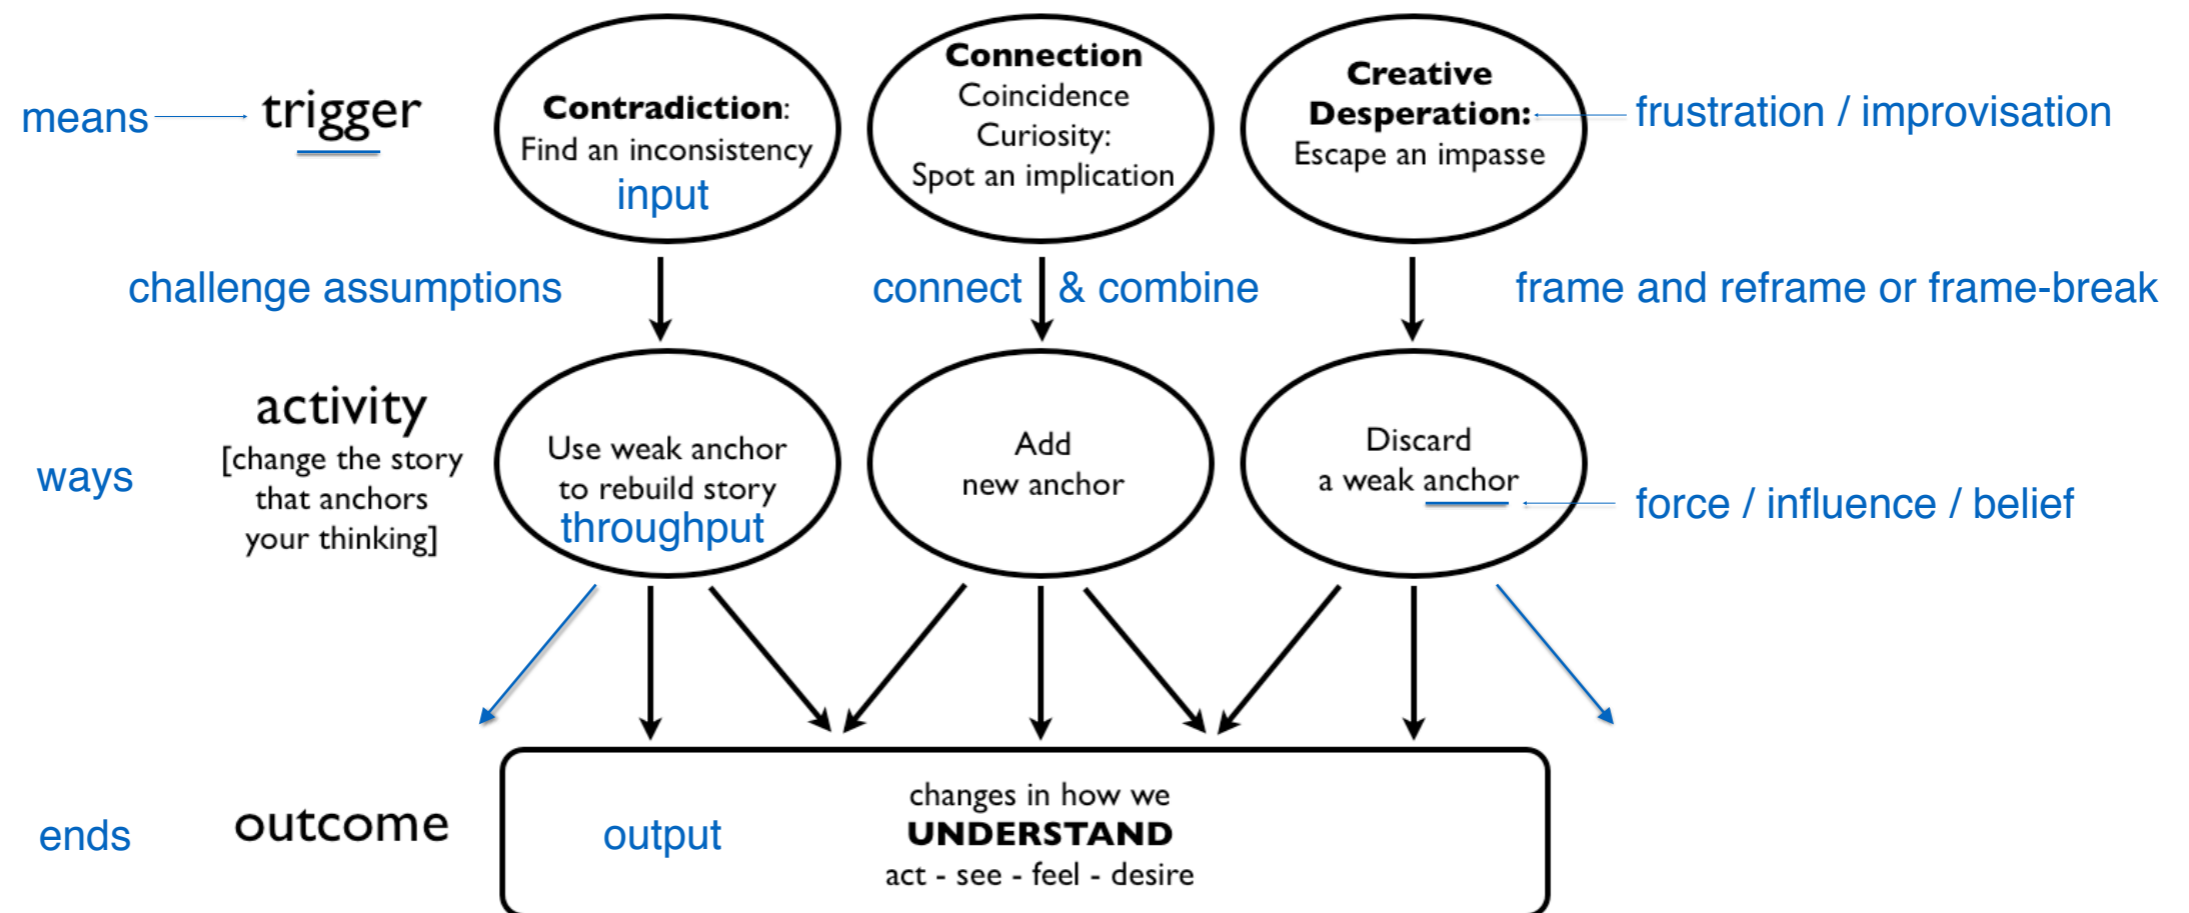 means
trigger
Contradiction:
Find an inconsistency
input
Connection
Coincidence
Curiosity:
Spot an implication
Creative
Desperation:
Escape an impasse
frustration / improvisation
challenge assumptions
connect & combine
frame and reframe or frame-break
ways
activity
[change the story
that anchors
your thinking]
Use weak anchor
to rebuild story
throughput
Add
new anchor
Discard
a weak anchor
force / influence / belief
ends
outcome
output
changes in how we
UNDERSTAND
act - see - feel - desire